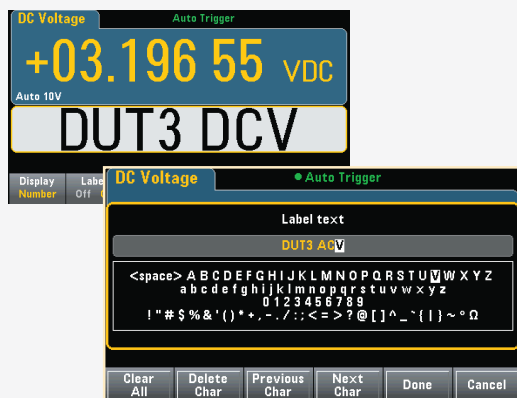 DC Voltage
Auto Trigger
+03.196 55 VDC
Auto 10V
DUT3 DCV
Display
Number
Off
DC Voltage
Auto Trigger
Label text
DUT3 ACV
<space> A B C D E F G H I J K L M N O P Q R S T U V W X Y Z
a b c d e f g h i j k l m n o p q r s t u v w x y z
0 1 2 3 4 5 6 7 8 9
! " # $ % & ' ( ) * + , - . / : ; < = > ? @ [ ] ^ _ ` { | } ~ ° Ω
Clear All
Delete Char
Previous Char
Next Char
Done
Cancel